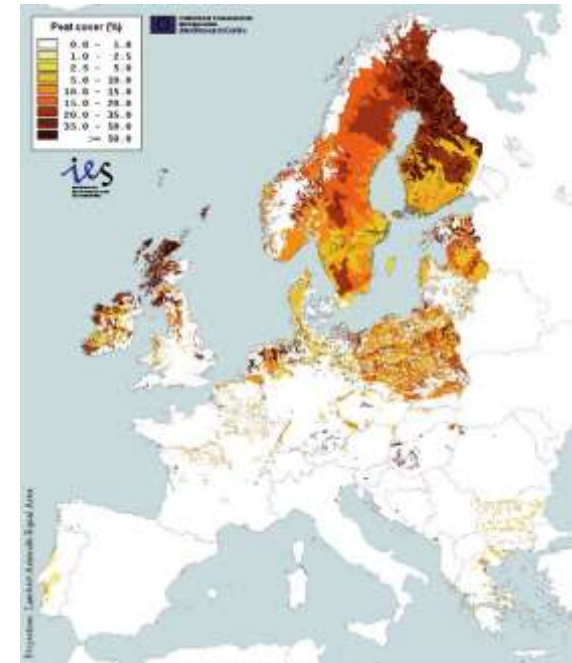 Peat cover (%)
0.0 - 1.0
1.0 - 2.5
2.5 - 5.0
5.0 - 10.0
10.0 - 15.0
15.0 - 20.0
20.0 - 35.0
35.0 - 50.0
>= 50.0
EUROPEAN COMMISSION
ies
Projection: Lambert Azimuth Equal Area